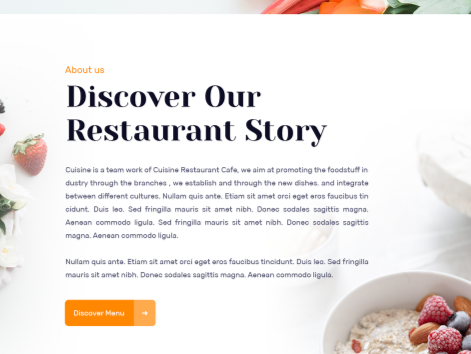 About us
Discover Our
Restaurant Story
Cuisine is a team work of Cuisine Restaurant Cafe, we aim at promoting the foodstuff in
dustry through the branches , we establish and through the new dishes. and integrate
between different cultures. Nullam quis ante. Etiam sit amet orci eget eros faucibus tin
cidunt. Duis leo. Sed fringilla mauris sit amet nibh. Donec sodales sagittis magna.
Aenean commodo ligula. Sed fringilla mauris sit amet nibh. Donec sodales sagittis
magna. Aenean commodo ligula.
Nullam quis ante. Etiam sit amet orci eget eros faucibus tincidunt. Duis leo. Sed fringilla
mauris sit amet nibh. Donec sodales sagittis magna. Aenean commodo ligula.
Discover Menu